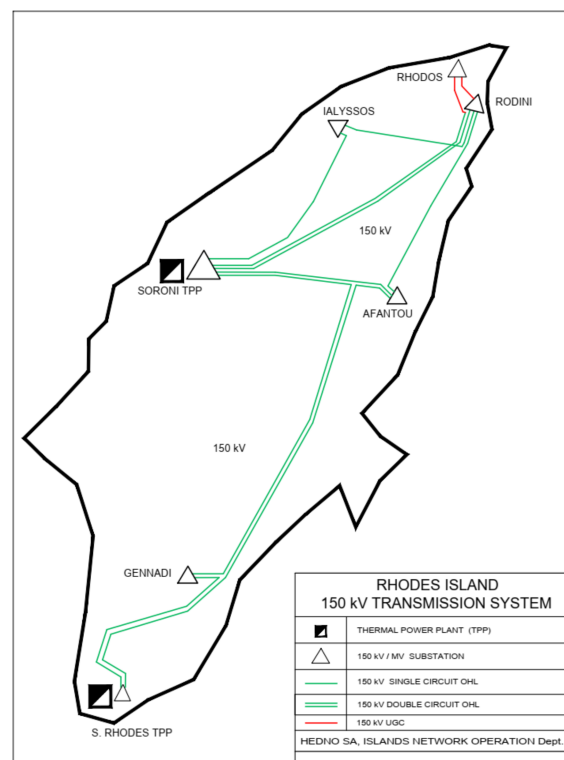 RHODOS
RODINI
IALYSSOS
150 kV
SORONI TPP
AFANTOU
150 kV
GENNADI
S. RHODES TPP
RHODES ISLAND
150 kV TRANSMISSION SYSTEM
THERMAL POWER PLANT (TPP)
150 kV / MV SUBSTATION
150 kV SINGLE CIRCUIT OHL
150 kV DOUBLE CIRCUIT OHL
150 kV UGC
HEDNO SA, ISLANDS NETWORK OPERATION Dept.